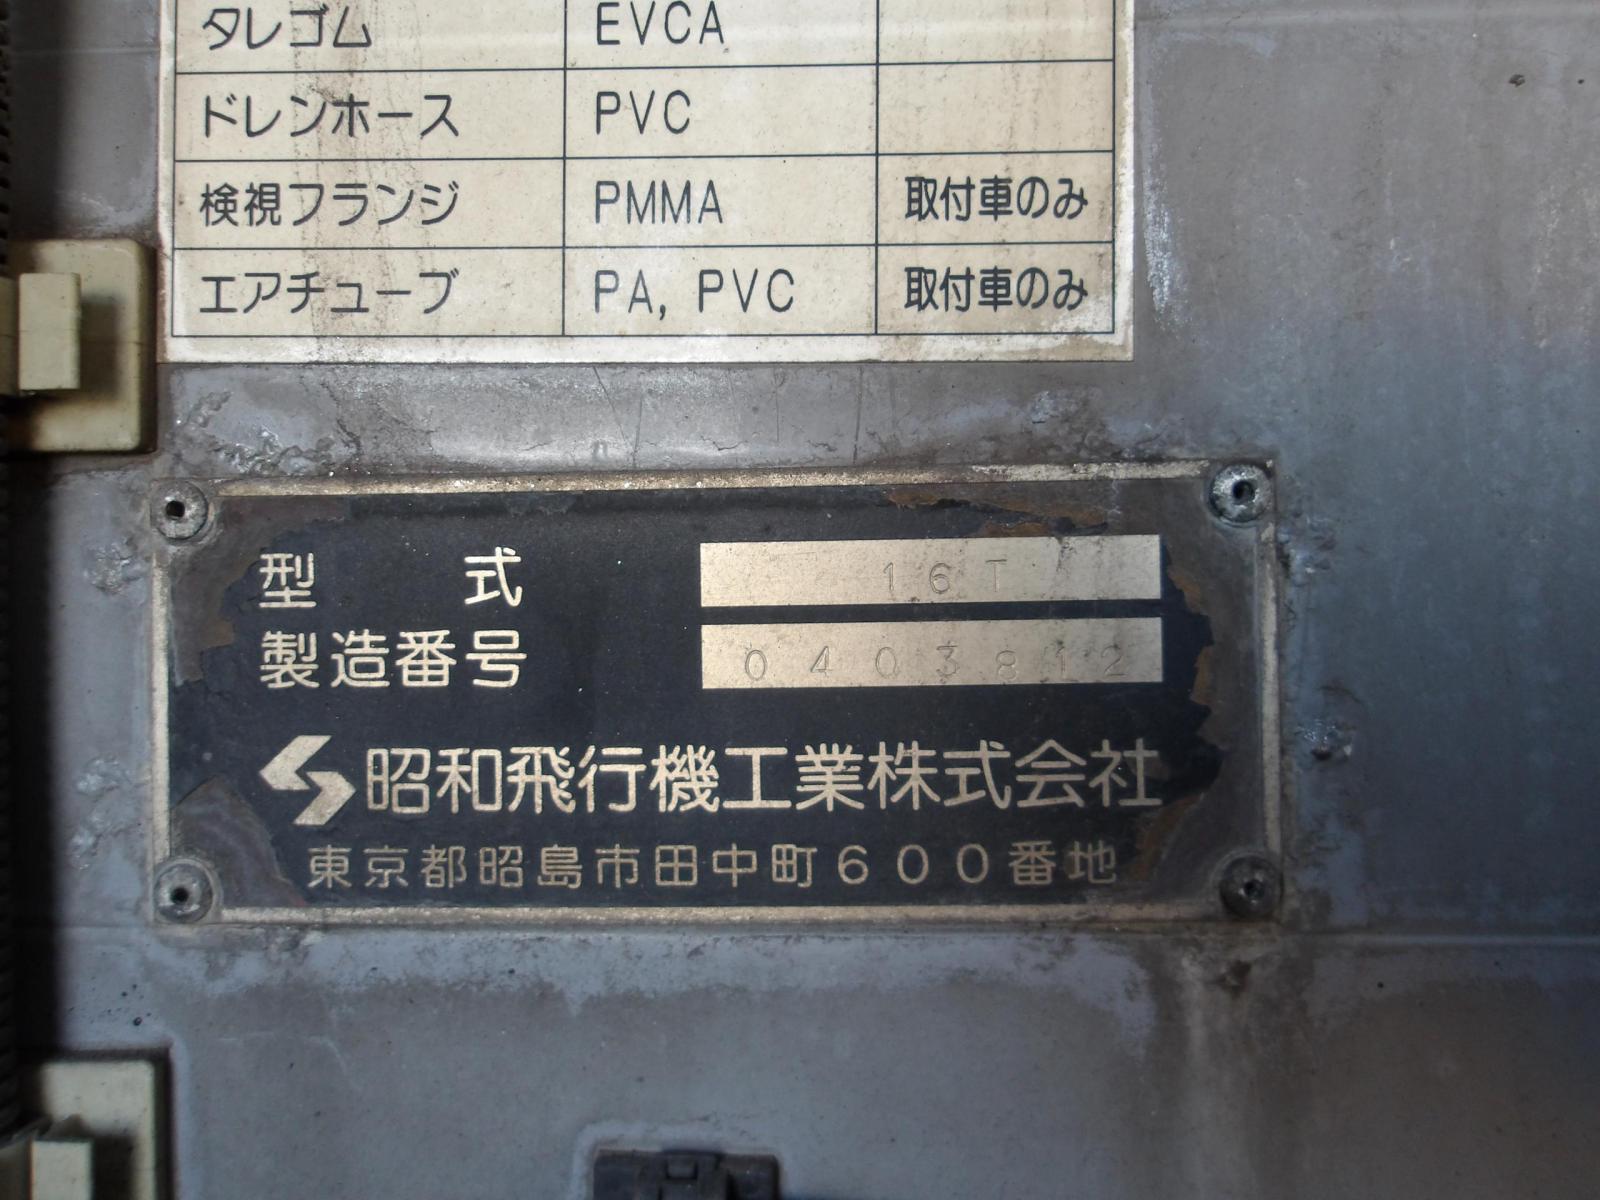 タレゴム EVCA
ドレンホース PVC
検視フランジ PMMA 取付車のみ
エアチューブ PA, PVC 取付車のみ
型式 16T
製造番号 0403812
昭和飛行機工業株式会社
東京都昭島市田中町600番地